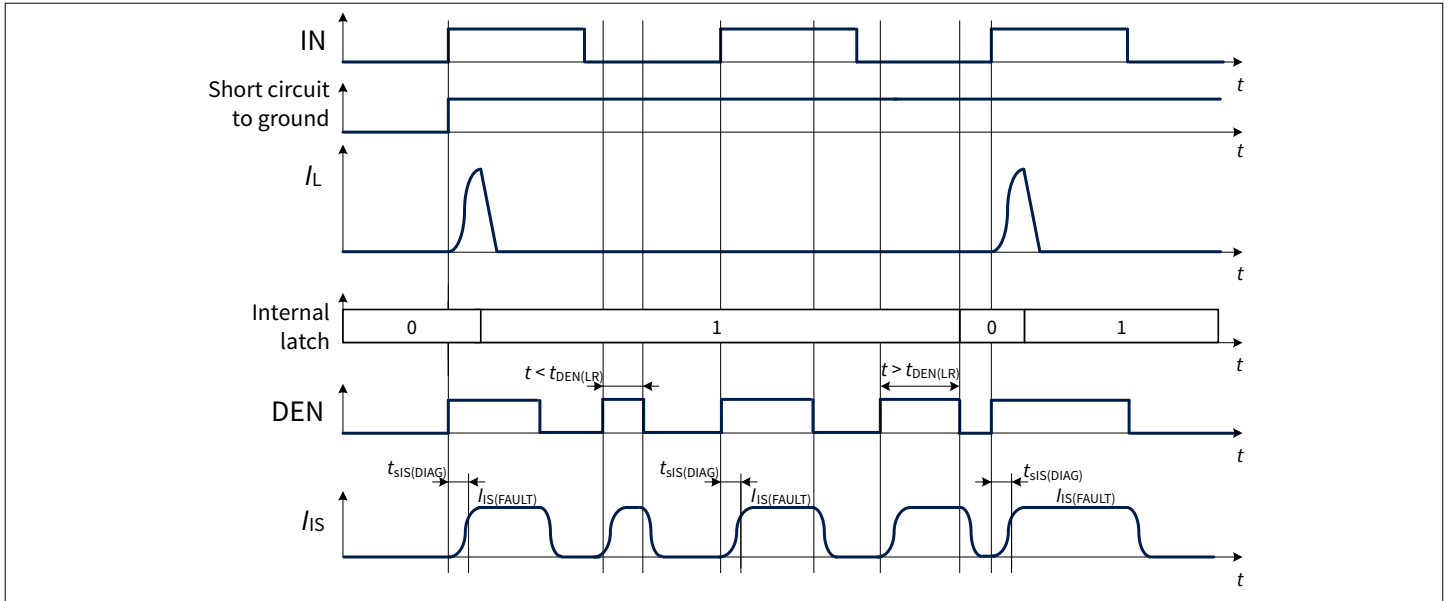 IN
t
Short circuit
to ground
t
IL
t
Internal
latch
0
1
0
1
t
t < tDEN(LR)
t > tDEN(LR)
DEN
t
tsIS(DIAG)
IIS(FAULT)
tsIS(DIAG)
IIS(FAULT)
tsIS(DIAG)
IIS(FAULT)
IIS
t